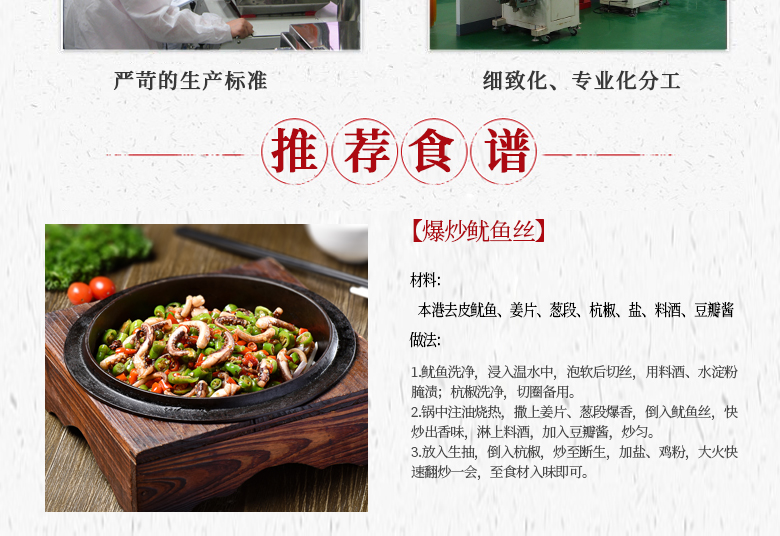 严苛的生产标准
细致化、专业化分工
推荐食谱
【爆炒鱿鱼丝】
材料:
本港去皮鱿鱼、姜片、葱段、杭椒、盐、料酒、豆瓣酱
做法:
1.鱿鱼洗净，浸入温水中，泡软后切丝，用料酒、水淀粉
腌渍；杭椒洗净，切圈备用。
2.锅中注油烧热，撒上姜片、葱段爆香，倒入鱿鱼丝，快
炒出香味，淋上料酒，加入豆瓣酱，炒匀。
3.放入生抽，倒入杭椒，炒至断生，加盐、鸡粉，大火快
速翻炒一会，至食材入味即可。